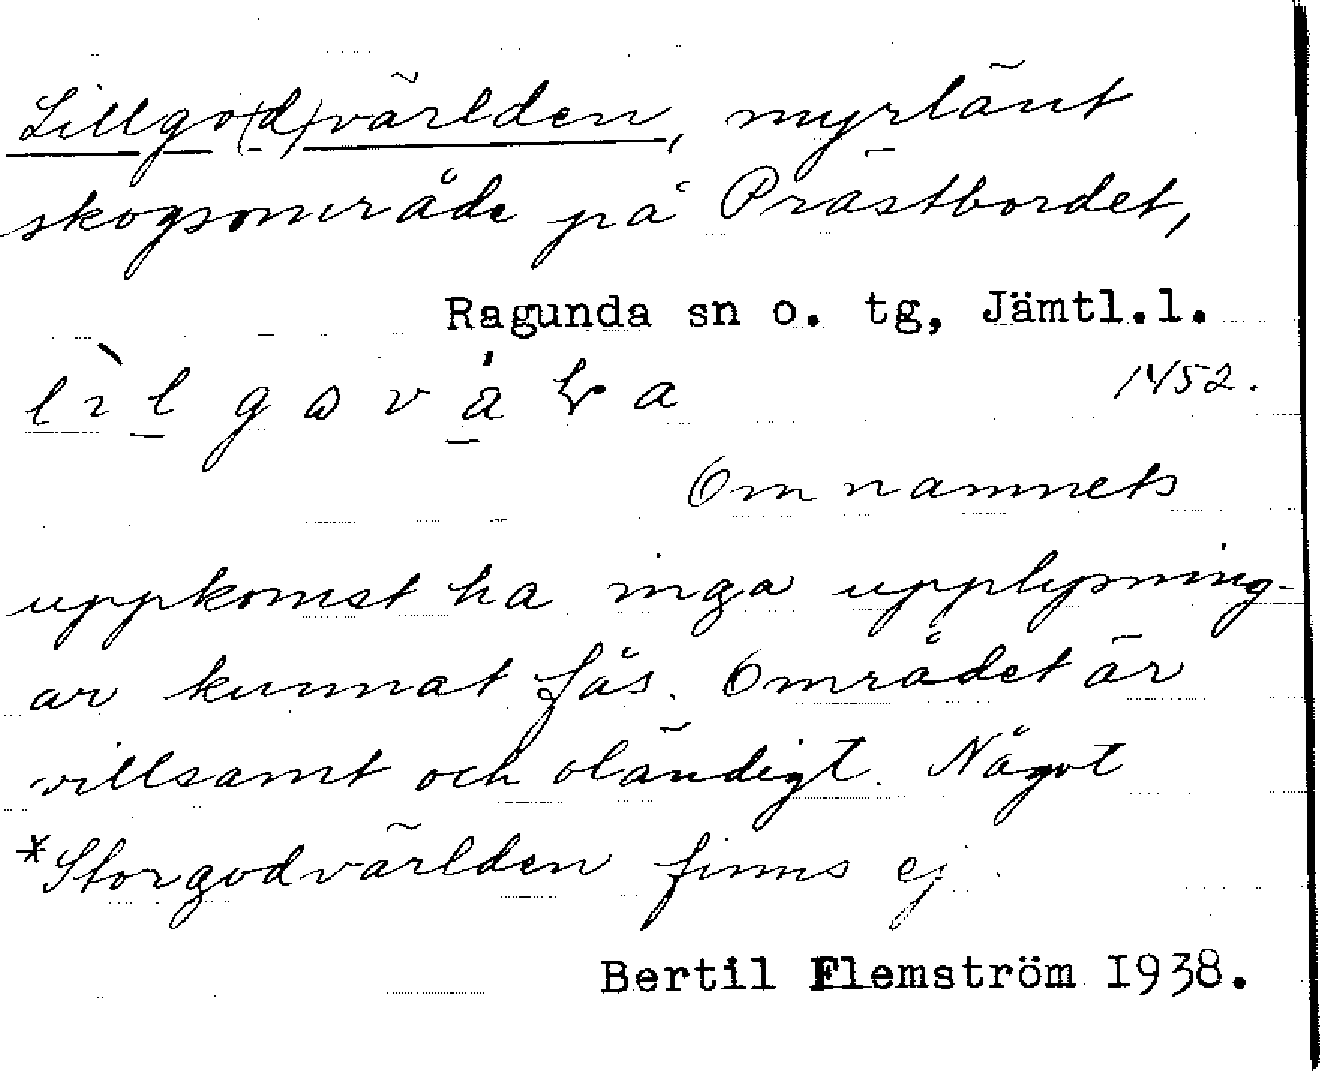 Lillgo(d)världen, myrlänt
skogsområde på Prästbordet,
Ragunda sn o. tg, Jämtl.l.
1452.
Om namnets
uppkomst ha inga upplysning-
ar kunnat fås. Området är
villsamt och oländigt. Något
*Storgodvärlden finns ej.
Bertil Flemström 1938.